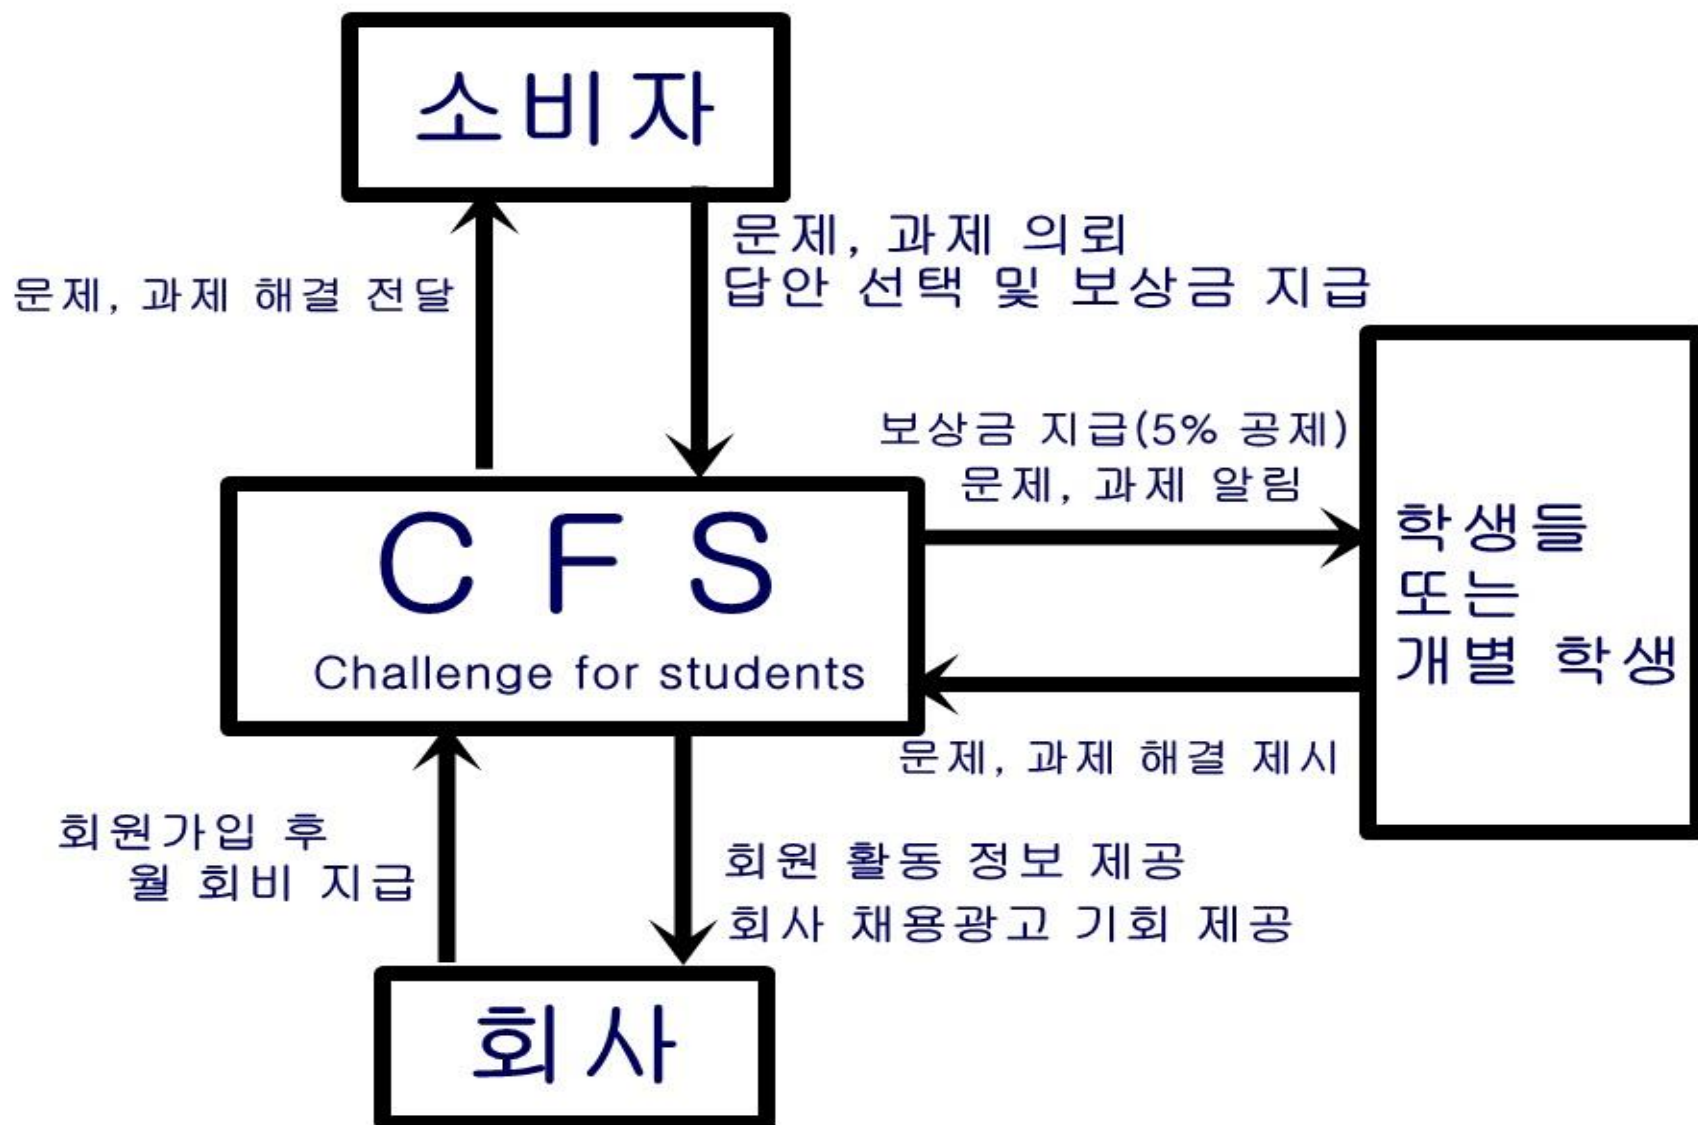 소비자
문제, 과제 의뢰
답안 선택 및 보상금 지급
문제, 과제 해결 전달
보상금 지급(5% 공제)
문제, 과제 알림
C F S
Challenge for students
학생들
또는
개별 학생
문제, 과제 해결 제시
회원가입 후
월 회비 지급
회원 활동 정보 제공
회사 채용광고 기회 제공
회사